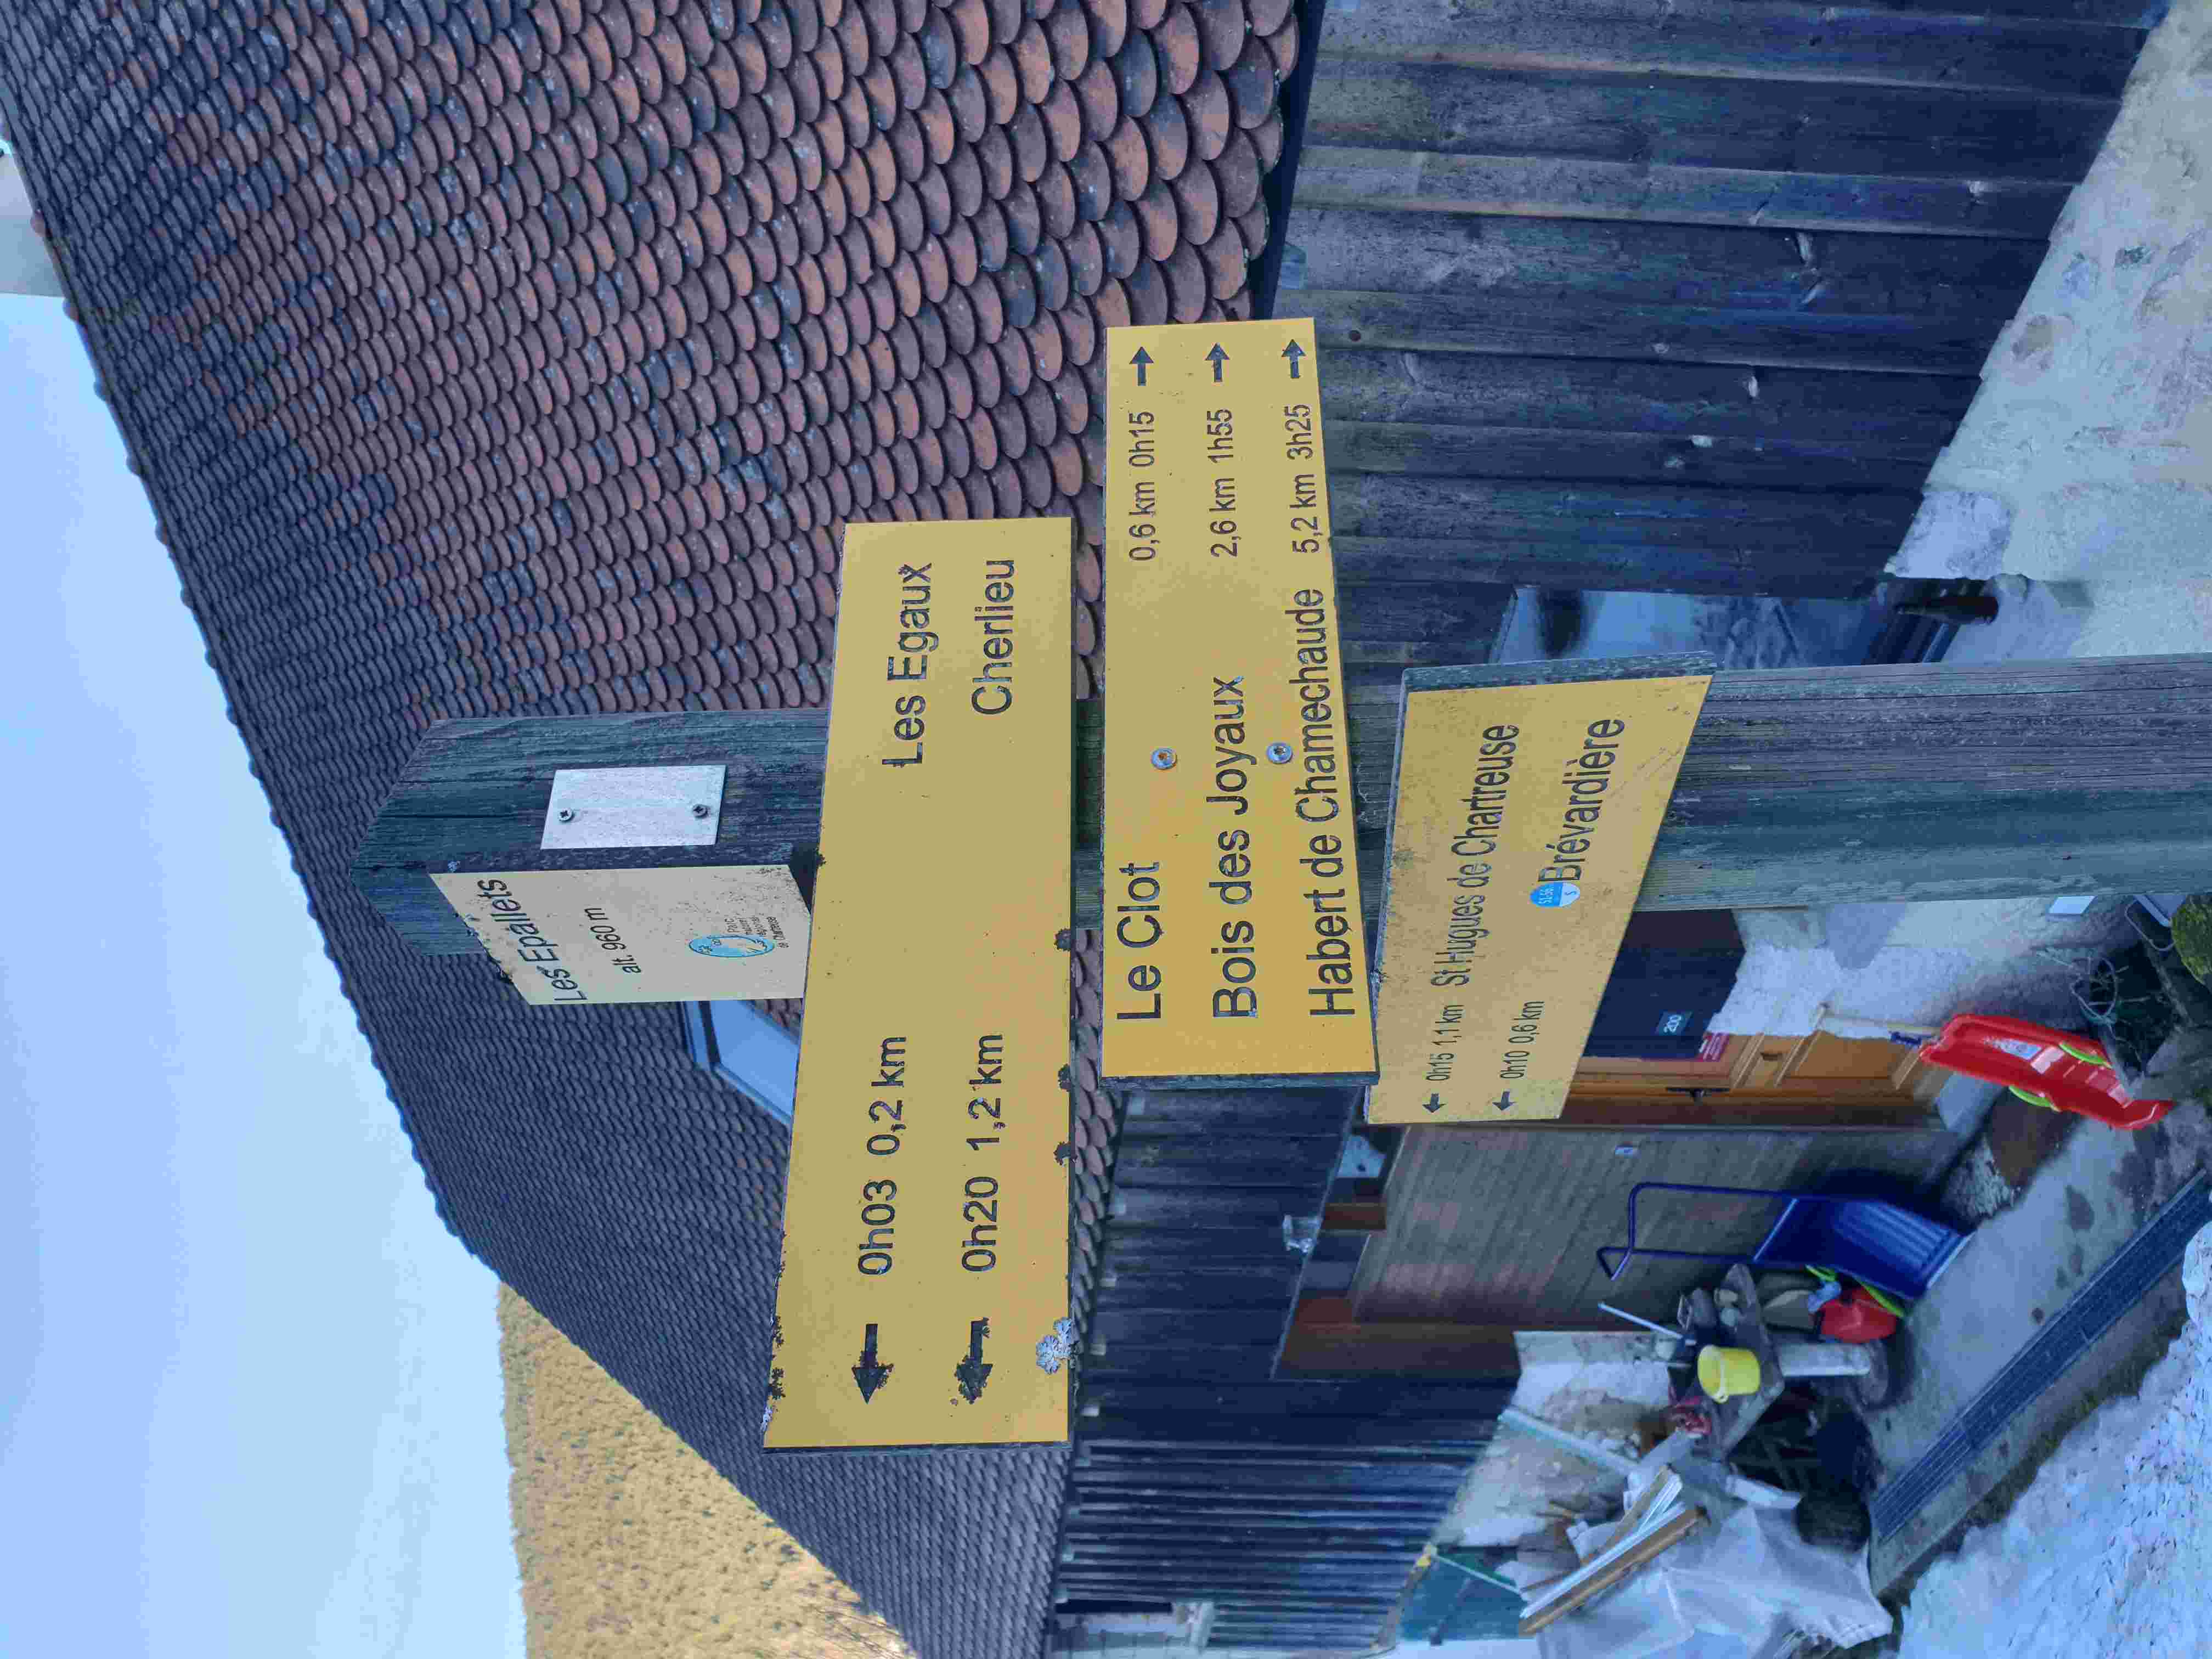 Les Epallets
alt. 960 m
Parc
naturel
régional
de Chartreuse
0h03 0,2 km Les Egaux
0h20 1,2 km Cherlieu
Le Clot 0,6 km 0h15
Bois des Joyaux 2,6 km 1h55
Habert de Chamechaude 5,2 km 3h25
0h15 1,1 km St Hugues de Chartreuse
0h10 0,6 km Brévardière
200